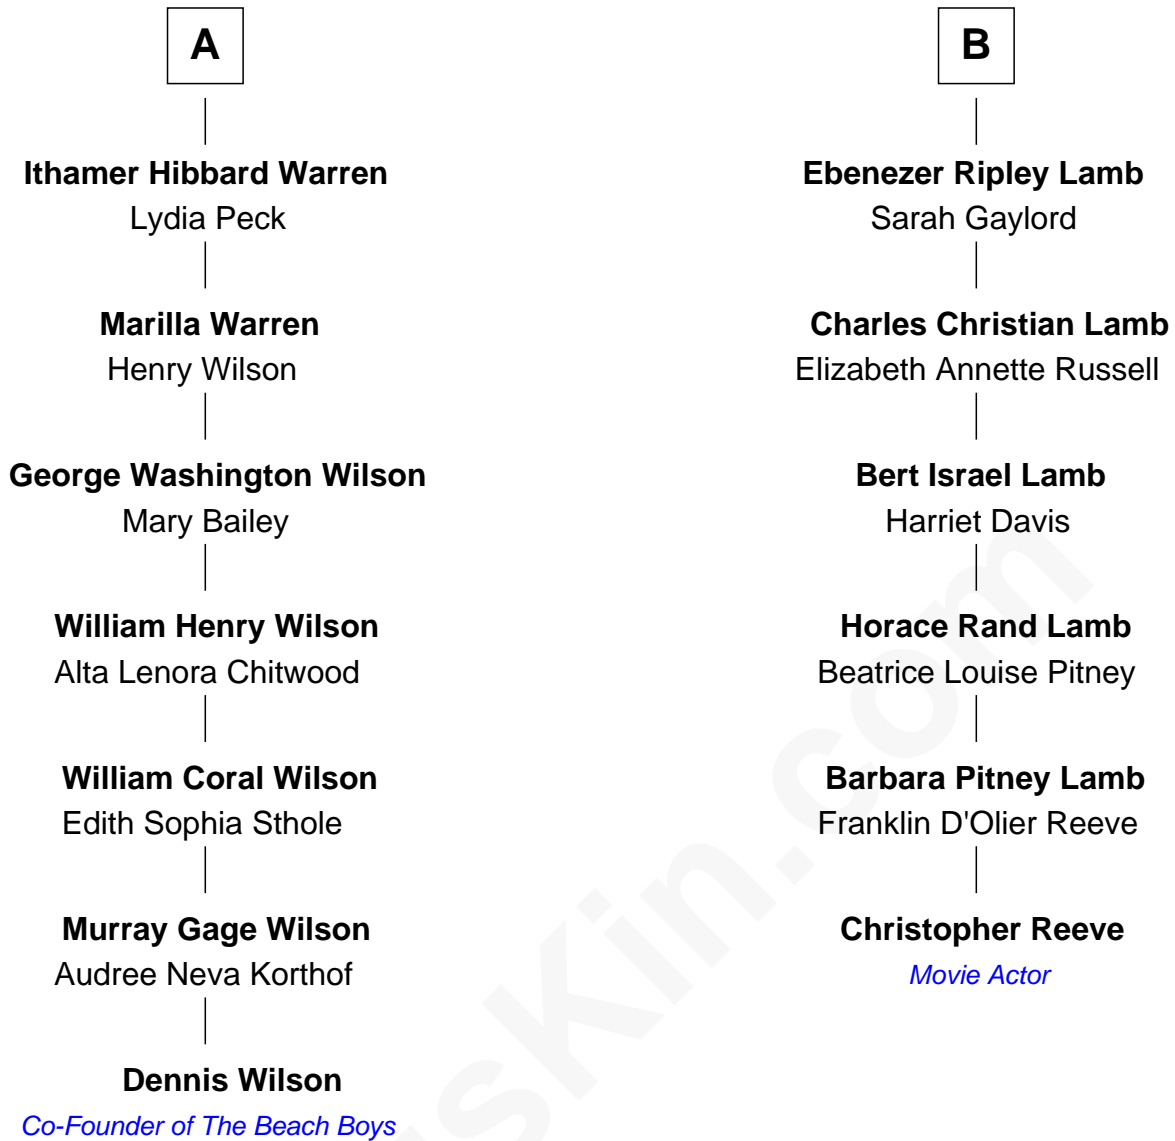 A
Ithamer Hibbard Warren
Lydia Peck
Marilla Warren
Henry Wilson
George Washington Wilson
Mary Bailey
William Henry Wilson
Alta Lenora Chitwood
William Coral Wilson
Edith Sophia Sthole
Murray Gage Wilson
Audree Neva Korthof
Dennis Wilson
Co-Founder of The Beach Boys
B
Ebenezer Ripley Lamb
Sarah Gaylord
Charles Christian Lamb
Elizabeth Annette Russell
Bert Israel Lamb
Harriet Davis
Horace Rand Lamb
Beatrice Louise Pitney
Barbara Pitney Lamb
Franklin D'Olier Reeve
Christopher Reeve
Movie Actor
sKin.com